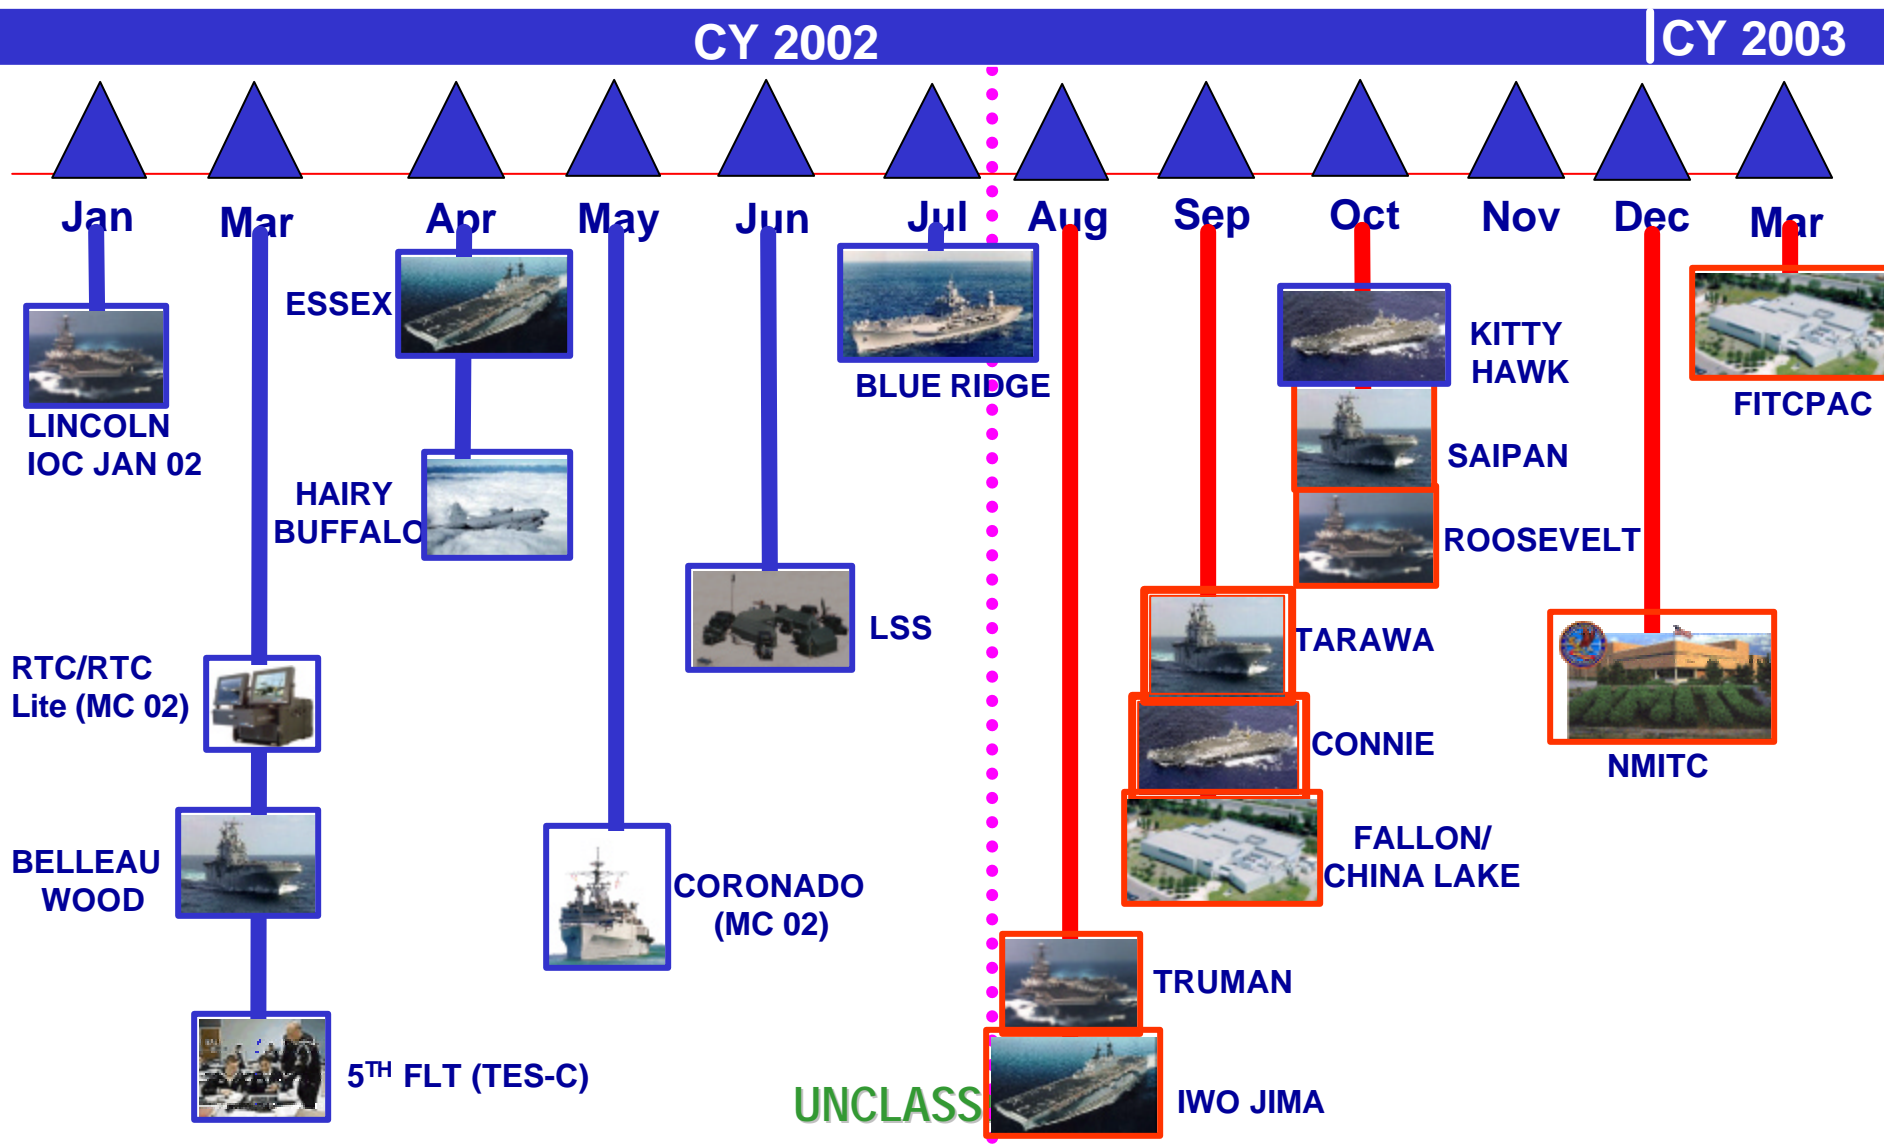 CY 2002
CY 2003
Jan
Mar
Apr
May
Jun
Jul
Aug
Sep
Oct
Nov
Dec
Mar
LINCOLN
IOC JAN 02
RTC/RTC
Lite (MC 02)
BELLEAU
WOOD
5TH FLT (TES-C)
ESSEX
HAIRY
BUFFALO
CORONADO
(MC 02)
LSS
BLUE RIDGE
TRUMAN
IWO JIMA
TARAWA
CONNIE
FALLON/
CHINA LAKE
KITTY
HAWK
SAIPAN
ROOSEVELT
NMITC
FITCPAC
UNCLASS